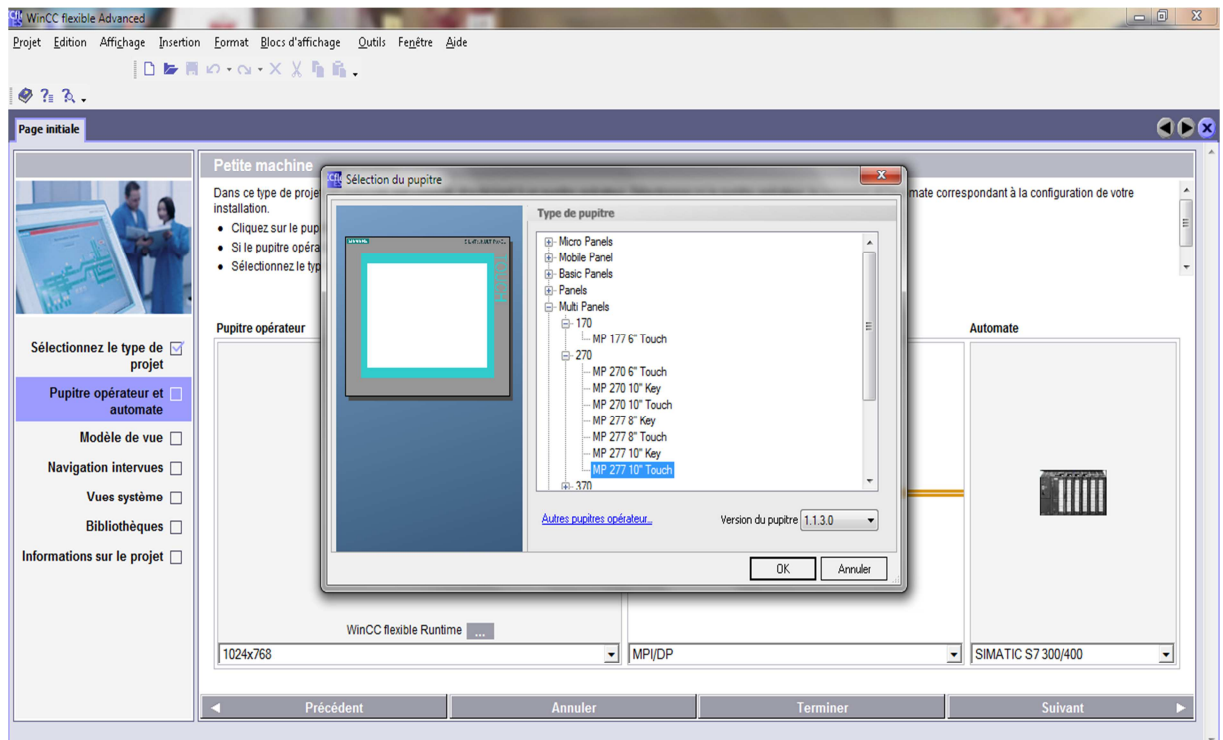 WinCC flexible Advanced
Projet Edition Affichage Insertion Format Blocs d'affichage Outils Fenêtre Aide
Page initiale
Petite machine
Dans ce type de proje
mate correspondant à la configuration de votre
installation.
Cliquez sur le pup
Si le pupitre opéra
Sélectionnez le typ
Sélection du pupitre
Type de pupitre
SIEMENS
Micro Panels
Mobile Panel
Basic Panels
Panels
Multi Panels
170
MP 177 6" Touch
270
MP 270 6" Touch
MP 270 10" Key
MP 270 10" Touch
MP 277 8" Key
MP 277 8" Touch
MP 277 10" Key
MP 277 10" Touch
370
Autres pupitres opérateur...
Version du pupitre 1.1.3.0
OK Annuler
Sélectionnez le type de
projet
Pupitre opérateur et
automate
Modèle de vue
Navigation intervues
Vues système
Bibliothèques
Informations sur le projet
Pupitre opérateur
Automate
WinCC flexible Runtime ...
1024x768 MPI/DP SIMATIC S7 300/400
Précédent Annuler Terminer Suivant